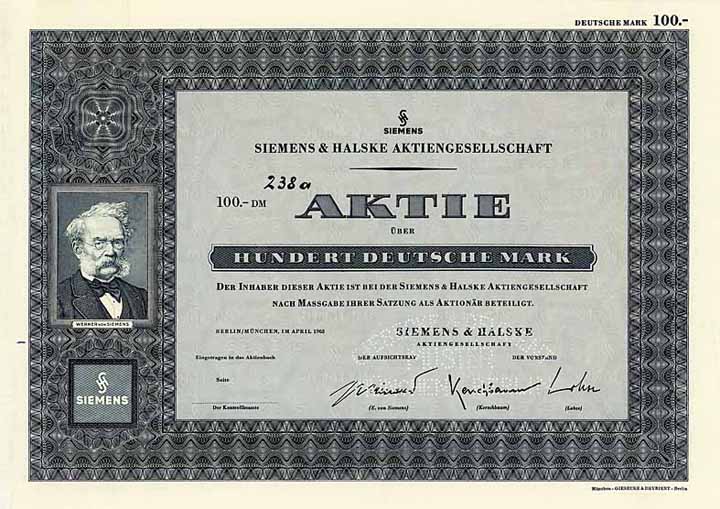 DEUTSCHE MARK 100.-
SIEMENS
SIEMENS & HALSKE AKTIENGESELLSCHAFT
238a
100.- DM AKTIE
ÜBER
HUNDERT DEUTSCHE MARK
DER INHABER DIESER AKTIE IST BEI DER SIEMENS & HALSKE AKTIENGESELLSCHAFT
NACH MASSGABE IHRER SATZUNG ALS AKTIONÄR BETEILIGT.
WERNER VON SIEMENS
BERLIN/MÜNCHEN, IM APRIL 1963
SIEMENS & HALSKE
AKTIENGESELLSCHAFT
Eingetragen in das Aktienbuch
DER AUFSICHTSRAT
DER VORSTAND
Seite
SIEMENS
Der Kontrollbeamte
(E. von Siemens)
(Kerschbaum)
(Lohse)
München - GIESECKE & DEVRIENT - Berlin